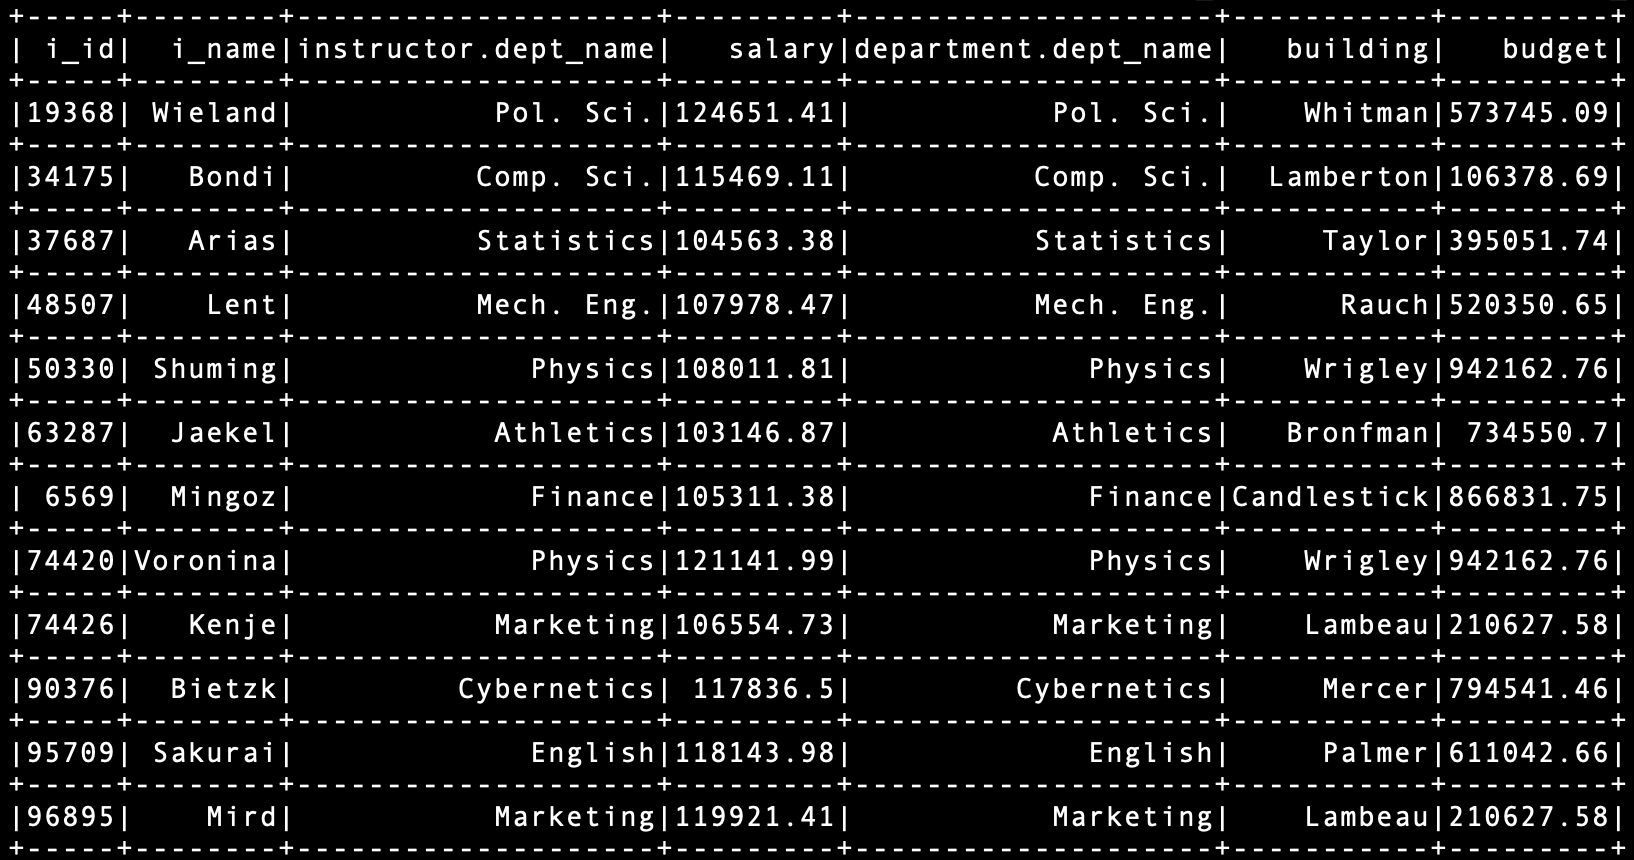 +-----+--------+--------------------+---------+--------------------+-----------+---------+
| i_id|  i_name|instructor.dept_name|   salary|department.dept_name|   building|   budget|
+-----+--------+--------------------+---------+--------------------+-----------+---------+
|19368| Wieland|           Pol. Sci.|124651.41|           Pol. Sci.|    Whitman|573745.09|
+-----+--------+--------------------+---------+--------------------+-----------+---------+
|34175|   Bondi|          Comp. Sci.|115469.11|          Comp. Sci.|  Lamberton|106378.69|
+-----+--------+--------------------+---------+--------------------+-----------+---------+
|37687|   Arias|          Statistics|104563.38|          Statistics|     Taylor|395051.74|
+-----+--------+--------------------+---------+--------------------+-----------+---------+
|48507|    Lent|          Mech. Eng.|107978.47|          Mech. Eng.|      Rauch|520350.65|
+-----+--------+--------------------+---------+--------------------+-----------+---------+
|50330| Shuming|             Physics|108011.81|             Physics|    Wrigley|942162.76|
+-----+--------+--------------------+---------+--------------------+-----------+---------+
|63287|  Jaekel|           Athletics|103146.87|           Athletics|   Bronfman| 734550.7|
+-----+--------+--------------------+---------+--------------------+-----------+---------+
| 6569|  Mingoz|             Finance|105311.38|             Finance|Candlestick|866831.75|
+-----+--------+--------------------+---------+--------------------+-----------+---------+
|74420|Voronina|             Physics|121141.99|             Physics|    Wrigley|942162.76|
+-----+--------+--------------------+---------+--------------------+-----------+---------+
|74426|   Kenje|           Marketing|106554.73|           Marketing|    Lambeau|210627.58|
+-----+--------+--------------------+---------+--------------------+-----------+---------+
|90376|  Bietzk|         Cybernetics| 117836.5|         Cybernetics|     Mercer|794541.46|
+-----+--------+--------------------+---------+--------------------+-----------+---------+
|95709| Sakurai|             English|118143.98|             English|     Palmer|611042.66|
+-----+--------+--------------------+---------+--------------------+-----------+---------+
|96895|    Mird|           Marketing|119921.41|           Marketing|    Lambeau|210627.58|
+-----+--------+--------------------+---------+--------------------+-----------+---------+